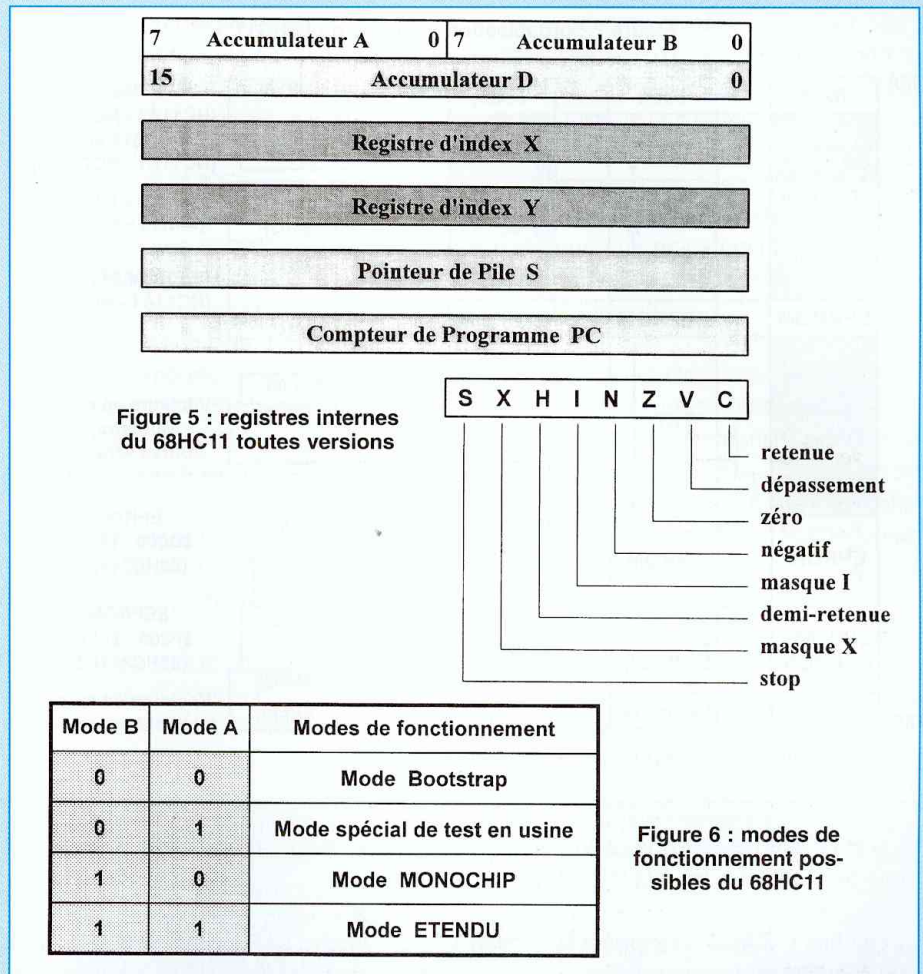 7 Accumulateur A 0 7 Accumulateur B 0
15 Accumulateur D 0
Registre d'index X
Registre d'index Y
Pointeur de Pile S
Compteur de Programme PC
S X H I N Z V C
Figure 5 : registres internes
du 68HC11 toutes versions
retenue
dépassement
zéro
négatif
masque I
demi-retenue
masque X
stop
Mode B Mode A Modes de fonctionnement
0 0 Mode Bootstrap
0 1 Mode spécial de test en usine
1 0 Mode MONOCHIP
1 1 Mode ETENDU
Figure 6 : modes de
fonctionnement pos-
sibles du 68HC11